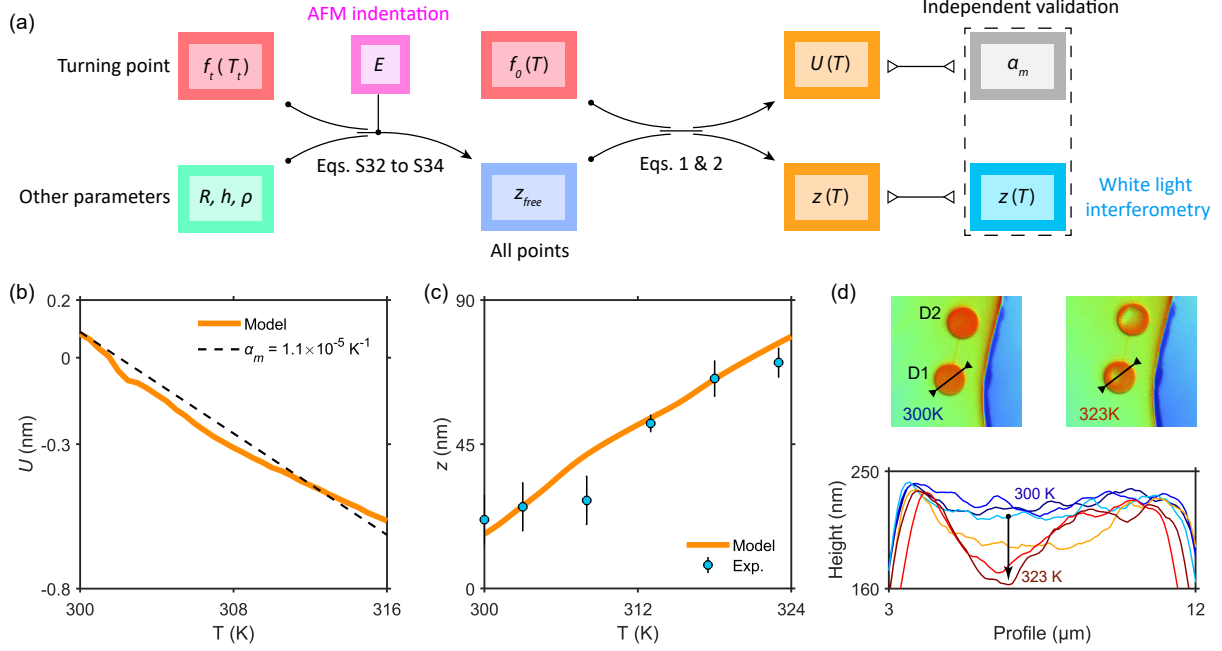 (a)
AFM indentation
Independent validation
Turning point
f_t(T_t)
E
f_0(T)
U(T)
α_m
Eqs. S32 to S34
Eqs. 1 & 2
Other parameters
R, h, ρ
z_free
z(T)
z(T)
White light
interferometry
All points
(b)
0.2
0
-0.3
-0.8
U (nm)
Model
α_m = 1.1×10⁻⁵ K⁻¹
300
308
316
T (K)
(c)
90
45
0
z (nm)
Model
Exp.
300
312
324
T (K)
(d)
D2
D1
300K
323K
250
160
Height (nm)
300 K
323 K
3
12
Profile (µm)